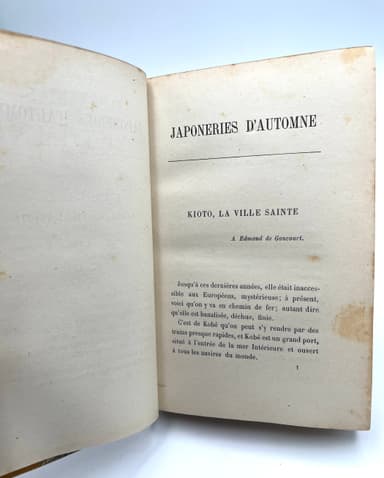 JAPONERIES D'AUTOMNE
KIOTO, LA VILLE SAINTE
A Edmond de Goncourt.
Jusqu'à ces dernières années, elle était inacces-
sible aux Européens, mystérieuse; à présent,
voici qu'on y va en chemin de fer; autant dire
qu'elle est banalisée, déchue, finie.
C'est de Kobé qu'on peut s'y rendre par des
trains presque rapides, et Kobé est un grand port,
situé à l'entrée de la mer Intérieure et ouvert
à tous les navires du monde.
1